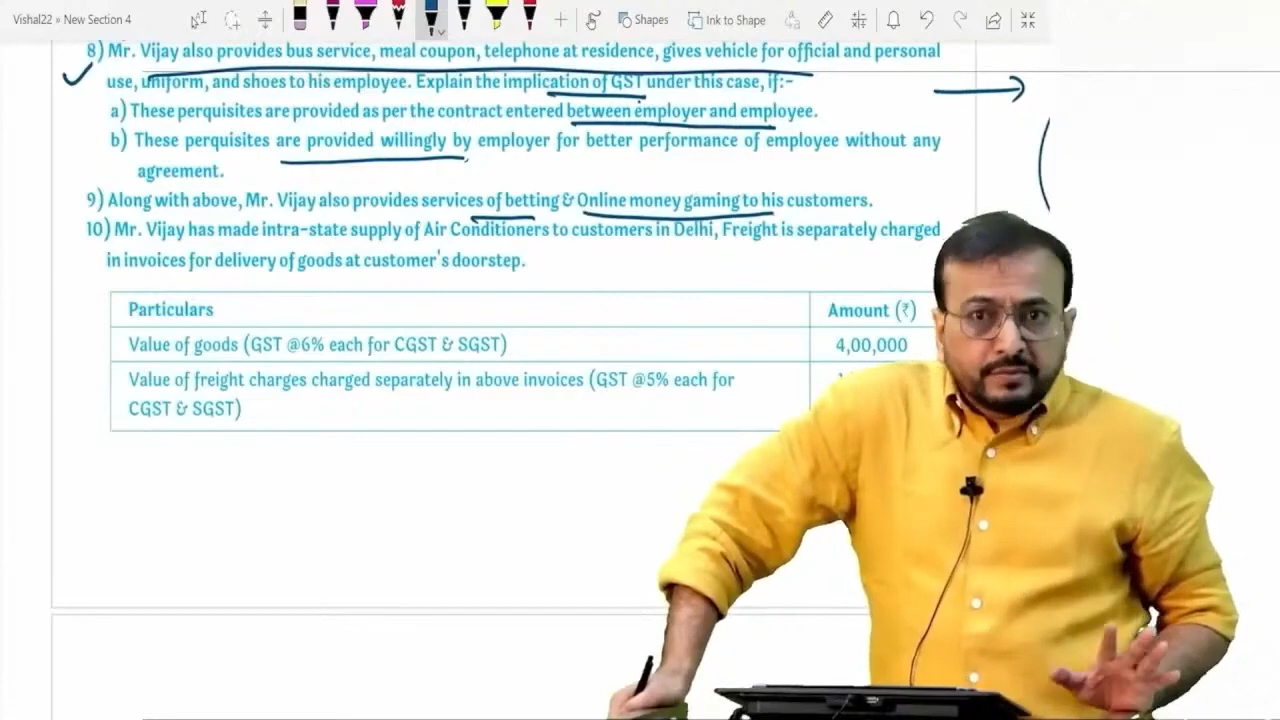 Vishal22 » New Section 4
Shapes
Ink to Shape
8) Mr. Vijay also provides bus service, meal coupon, telephone at residence, gives vehicle for official and personal
use, uniform, and shoes to his employee. Explain the implication of GST under this case, if:-
a) These perquisites are provided as per the contract entered between employer and employee.
b) These perquisites are provided willingly by employer for better performance of employee without any
agreement.
9) Along with above, Mr. Vijay also provides services of betting & Online money gaming to his customers.
10) Mr. Vijay has made intra-state supply of Air Conditioners to customers in Delhi, Freight is separately charged
in invoices for delivery of goods at customer's doorstep.
Particulars Amount (₹)
Value of goods (GST @6% each for CGST & SGST) 4,00,000
Value of freight charges charged separately in above invoices (GST @5% each for
CGST & SGST)